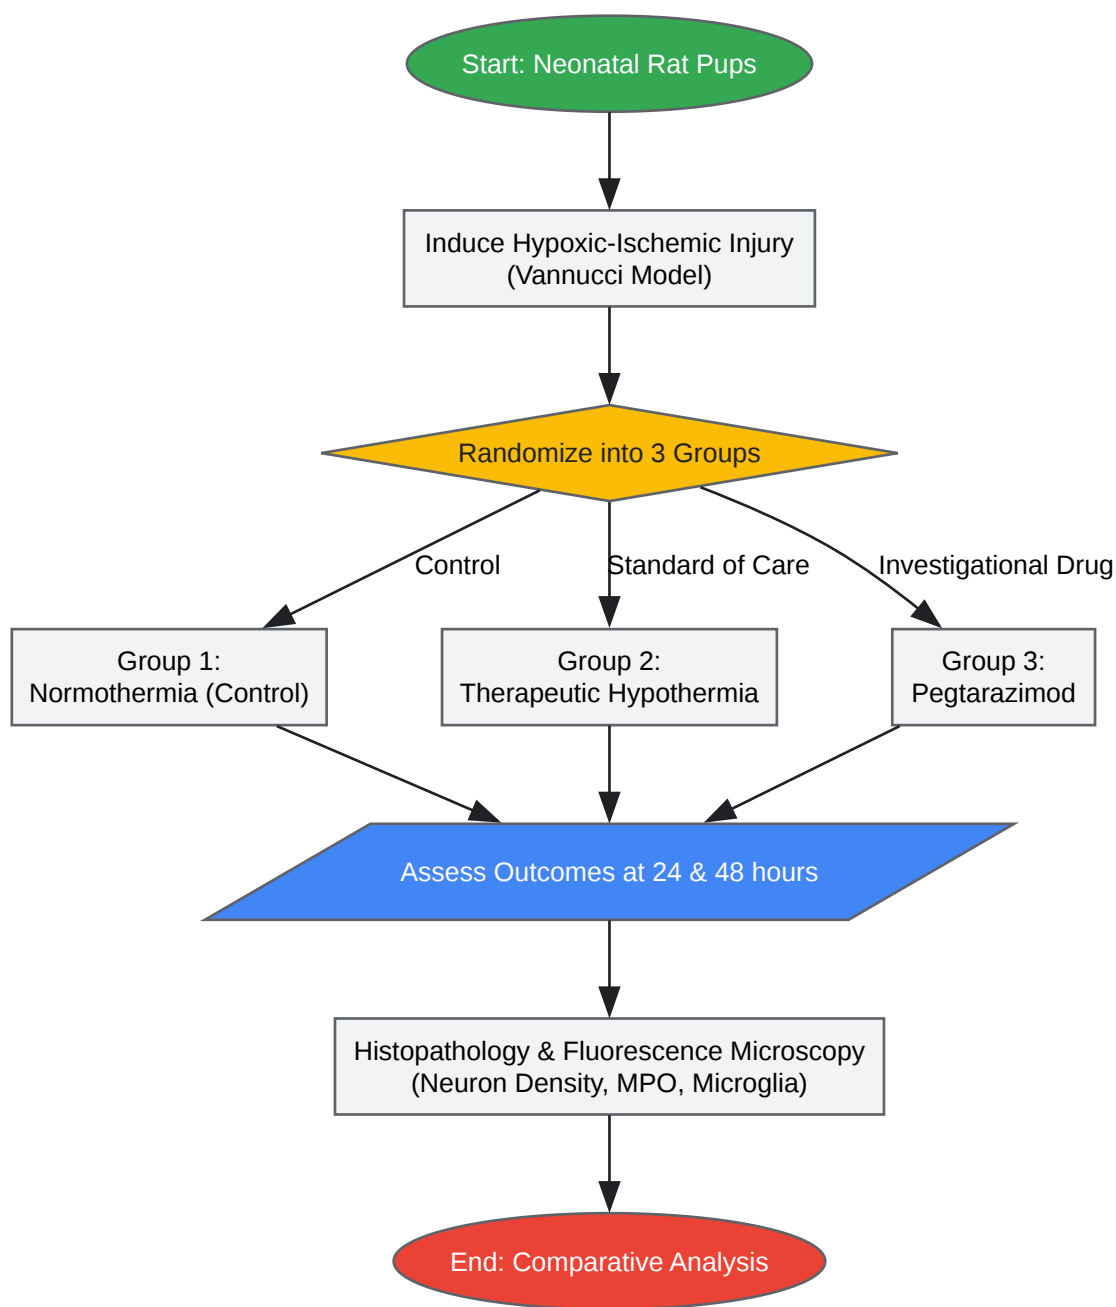 Start: Neonatal Rat Pups
Induce Hypoxic-Ischemic Injury
(Vannucci Model)
Randomize into 3 Groups
Control
Standard of Care
Investigational Drug
Group 1:
Normothermia (Control)
Group 2:
Therapeutic Hypothermia
Group 3:
Pegtarazimod
Assess Outcomes at 24 & 48 hours
Histopathology & Fluorescence Microscopy
(Neuron Density, MPO, Microglia)
End: Comparative Analysis